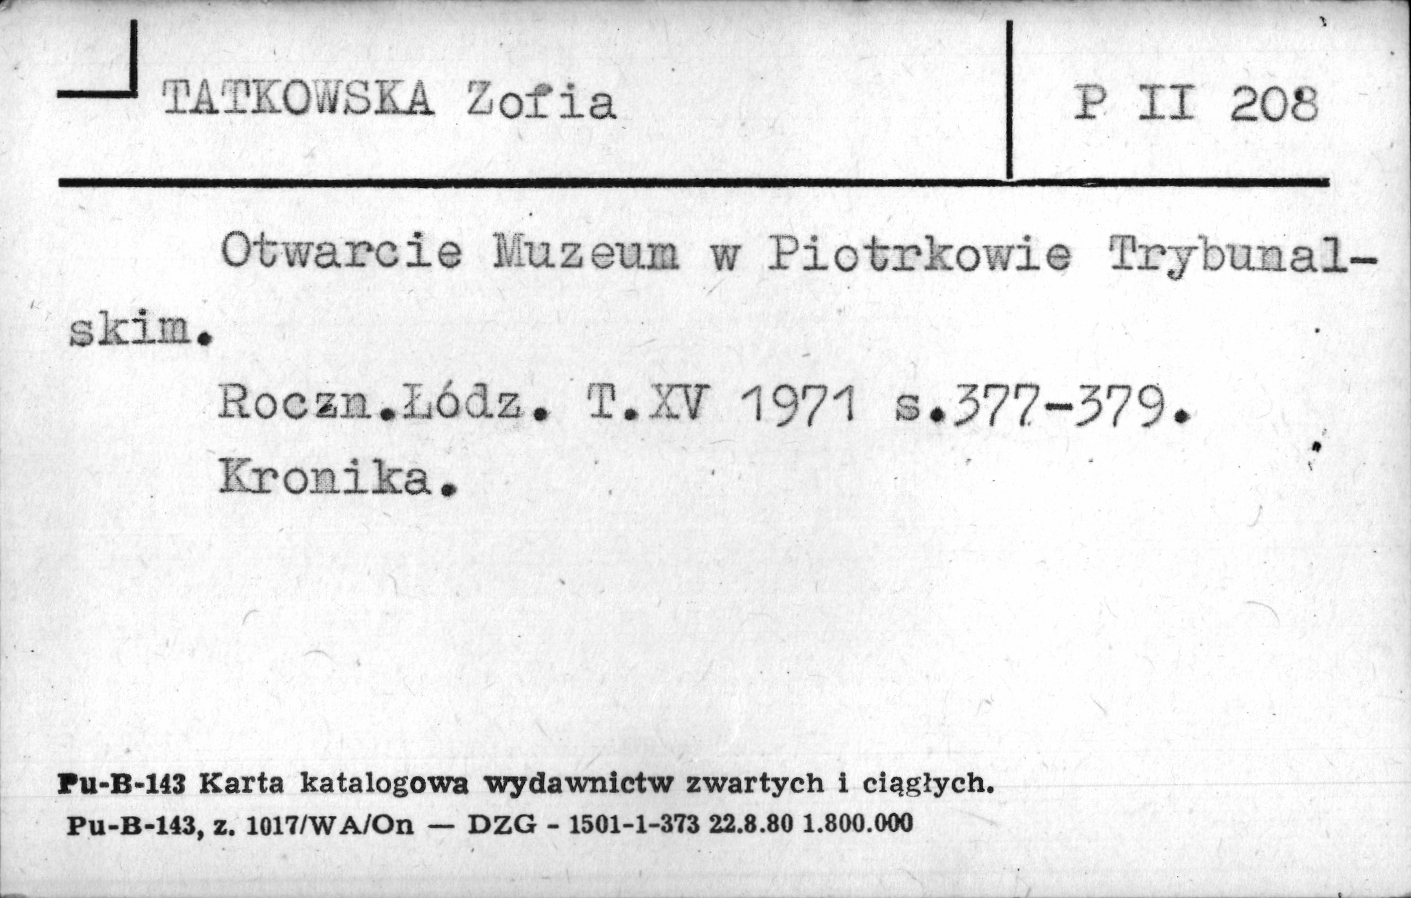 TATKOWSKA Zofia
P II 208
Otwarcie Muzeum w Piotrkowie Trybunal-
skim.
Roczn.Łódz. T.XV 1971 s.377-379.
Kronika.
Pu-B-143 Karta katalogowa wydawnictw zwartych i ciągłych.
Pu-B-143, z. 1017/WA/On — DZG - 1501-1-373 22.8.80 1.800.000